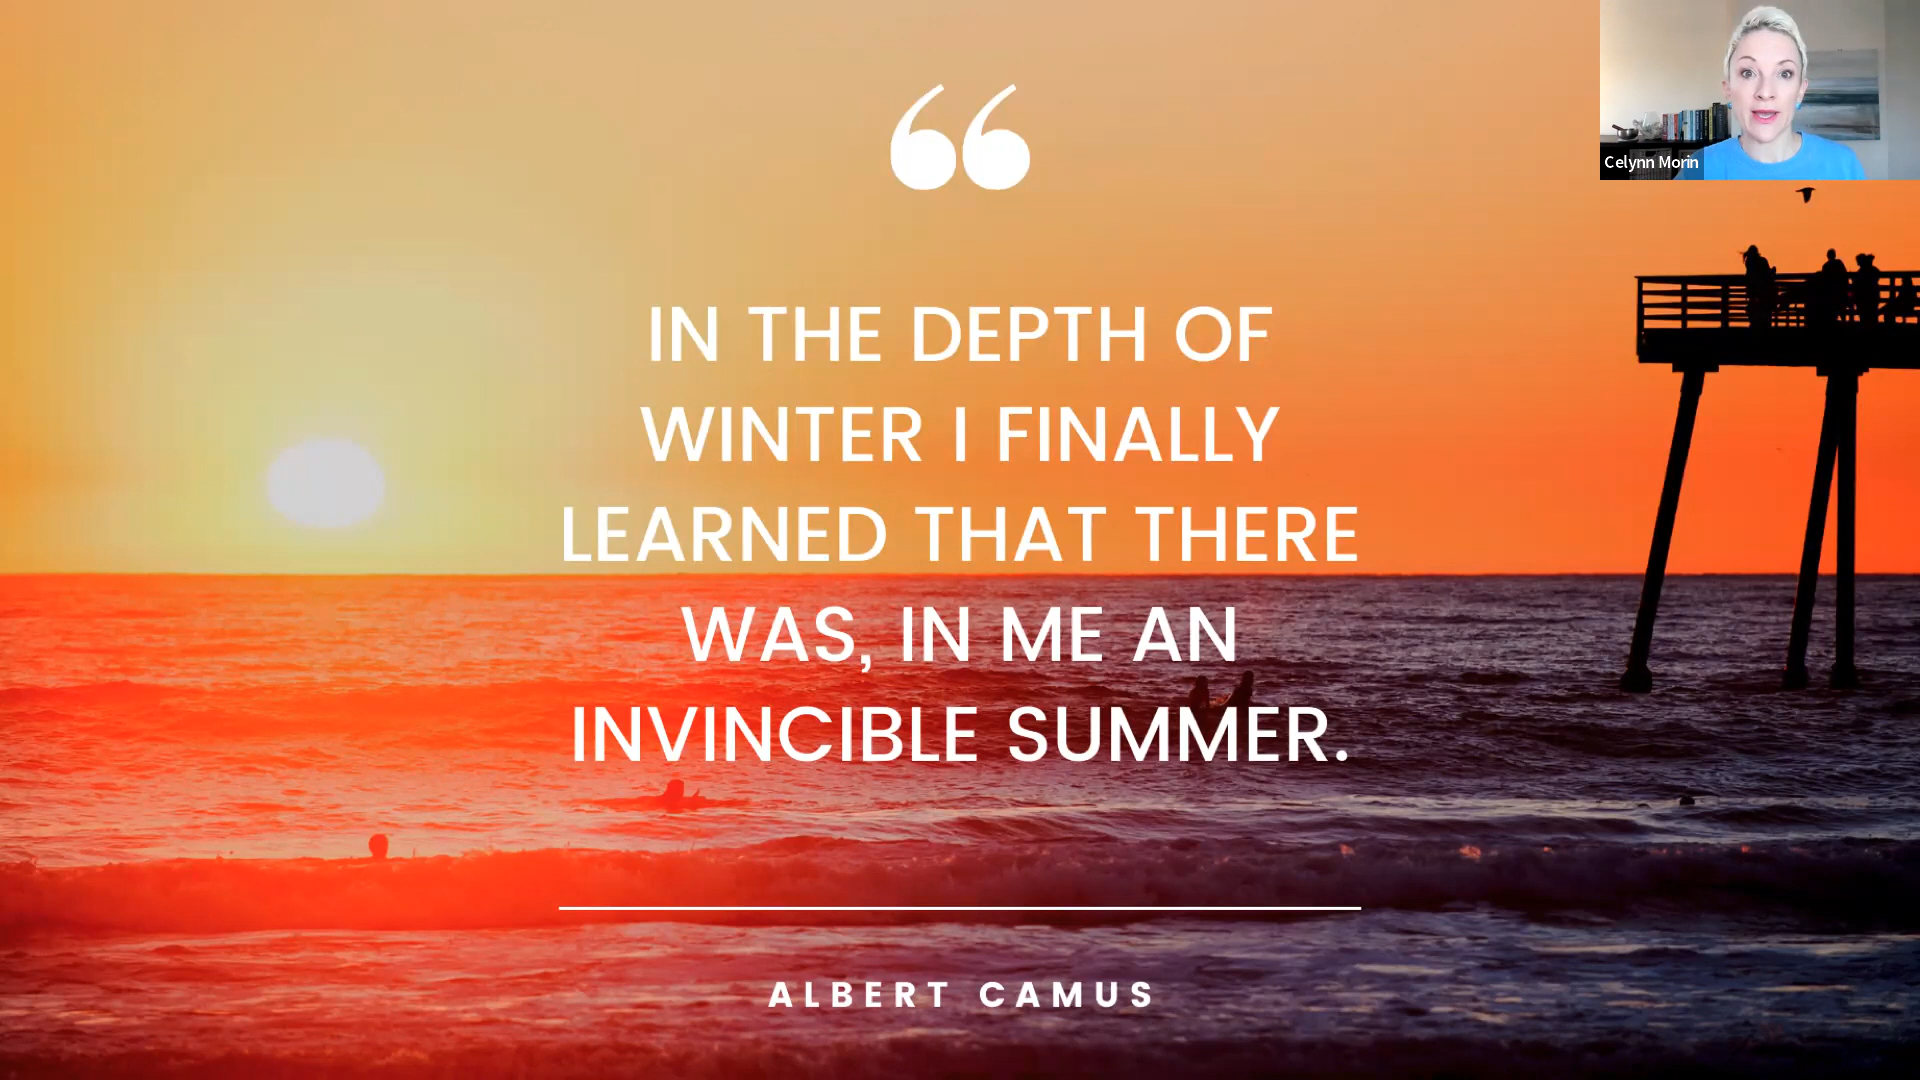 Celynn Morin
“
IN THE DEPTH OF
WINTER I FINALLY
LEARNED THAT THERE
WAS, IN ME AN
INVINCIBLE SUMMER.
ALBERT CAMUS